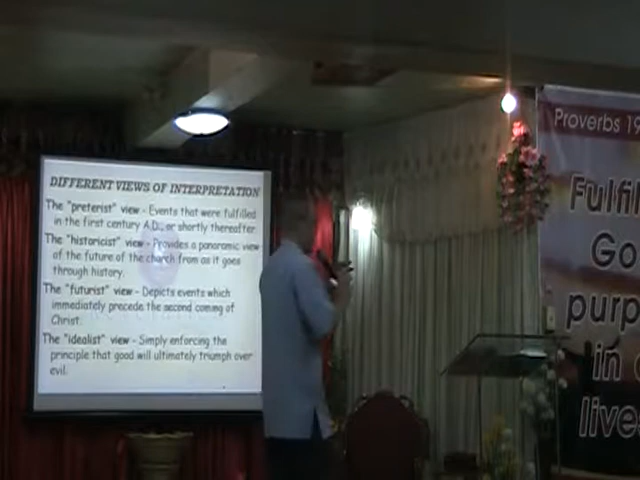 DIFFERENT VIEWS OF INTERPRETATION
The "preterist" view - Events that were fulfilled
in the first century A.D., or shortly thereafter
The "historicist" view - Provides a panoramic view
of the future of the church from as it goes
through history.
The "futurist" view - Depicts events which
immediately precede the second coming of
Christ.
The "idealist" view - Simply enforcing the
principle that good will ultimately triumph over
evil.
Proverbs 19
Fulfil
Go
purp
in
lives